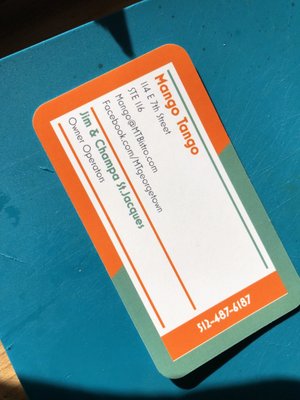 Mango Tango
114 E 7th Street
STE 116
Mango@MTBistro.com
Facebook.com/MTgeorgetown
Jim & Champa St.Jacques
Owner Operators
512-487-6187